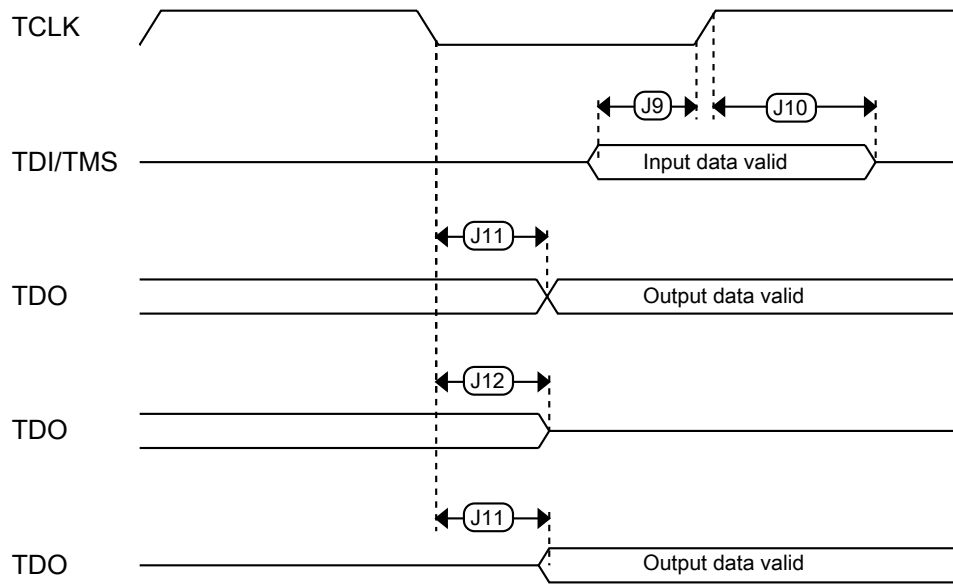 TCLK
J9
J10
TDI/TMS
Input data valid
J11
TDO
Output data valid
J12
TDO
J11
TDO
Output data valid